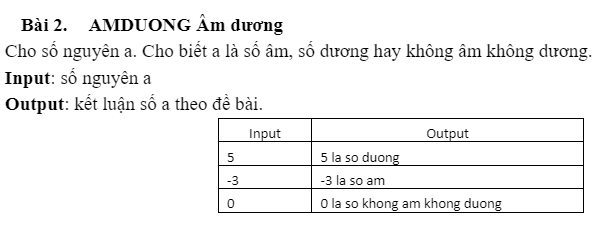 Bài 2. AMDUONG Âm dương
Cho số nguyên a. Cho biết a là số âm, số dương hay không âm không dương.
Input: số nguyên a
Output: kết luận số a theo đề bài.
Input Output
5 5 la so duong
-3 -3 la so am
0 0 la so khong am khong duong